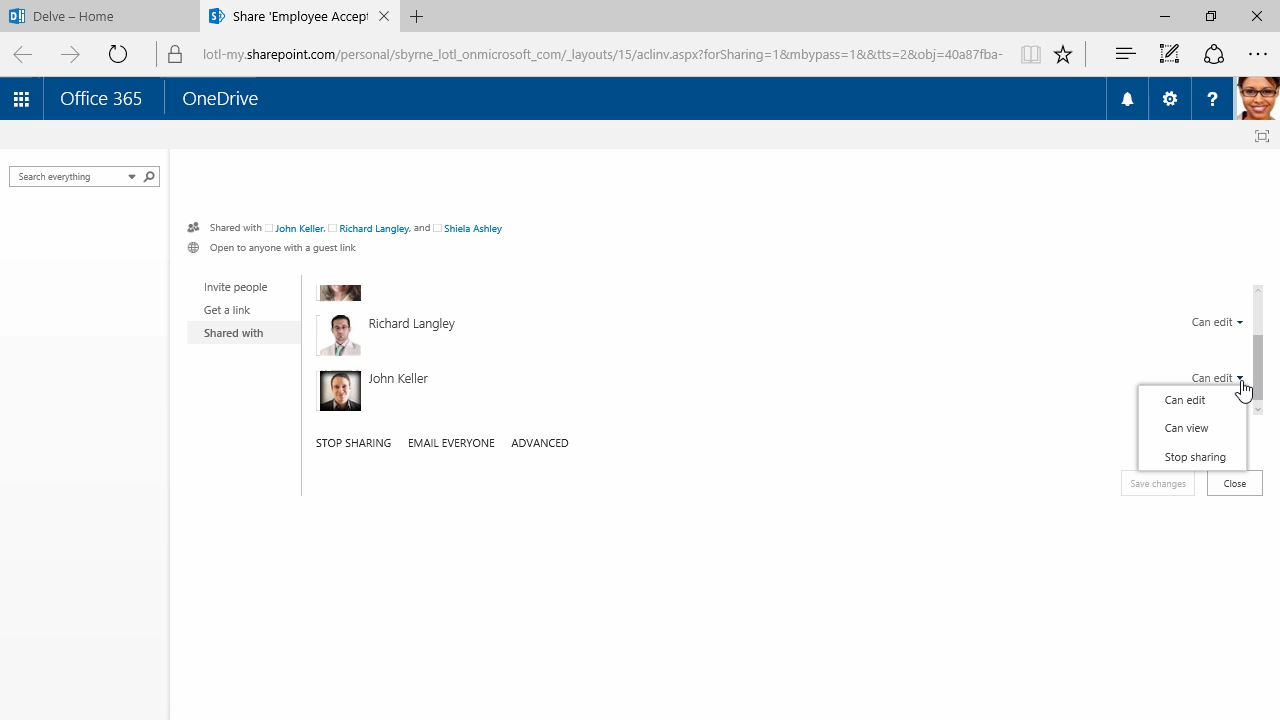 Delve – Home
Share 'Employee Accept
lotl-my.sharepoint.com/personal/sbyrne_lotl_onmicrosoft_com/_layouts/15/aclinv.aspx?forSharing=1&mbypass=1&&tts=2&obj=40a87fba-
Office 365
OneDrive
?
Search everything
Shared with John Keller, Richard Langley, and Shiela Ashley
Open to anyone with a guest link
Invite people
Get a link
Shared with
Richard Langley
Can edit
John Keller
Can edit
Can edit
Can view
Stop sharing
STOP SHARING
EMAIL EVERYONE
ADVANCED
Save changes
Close